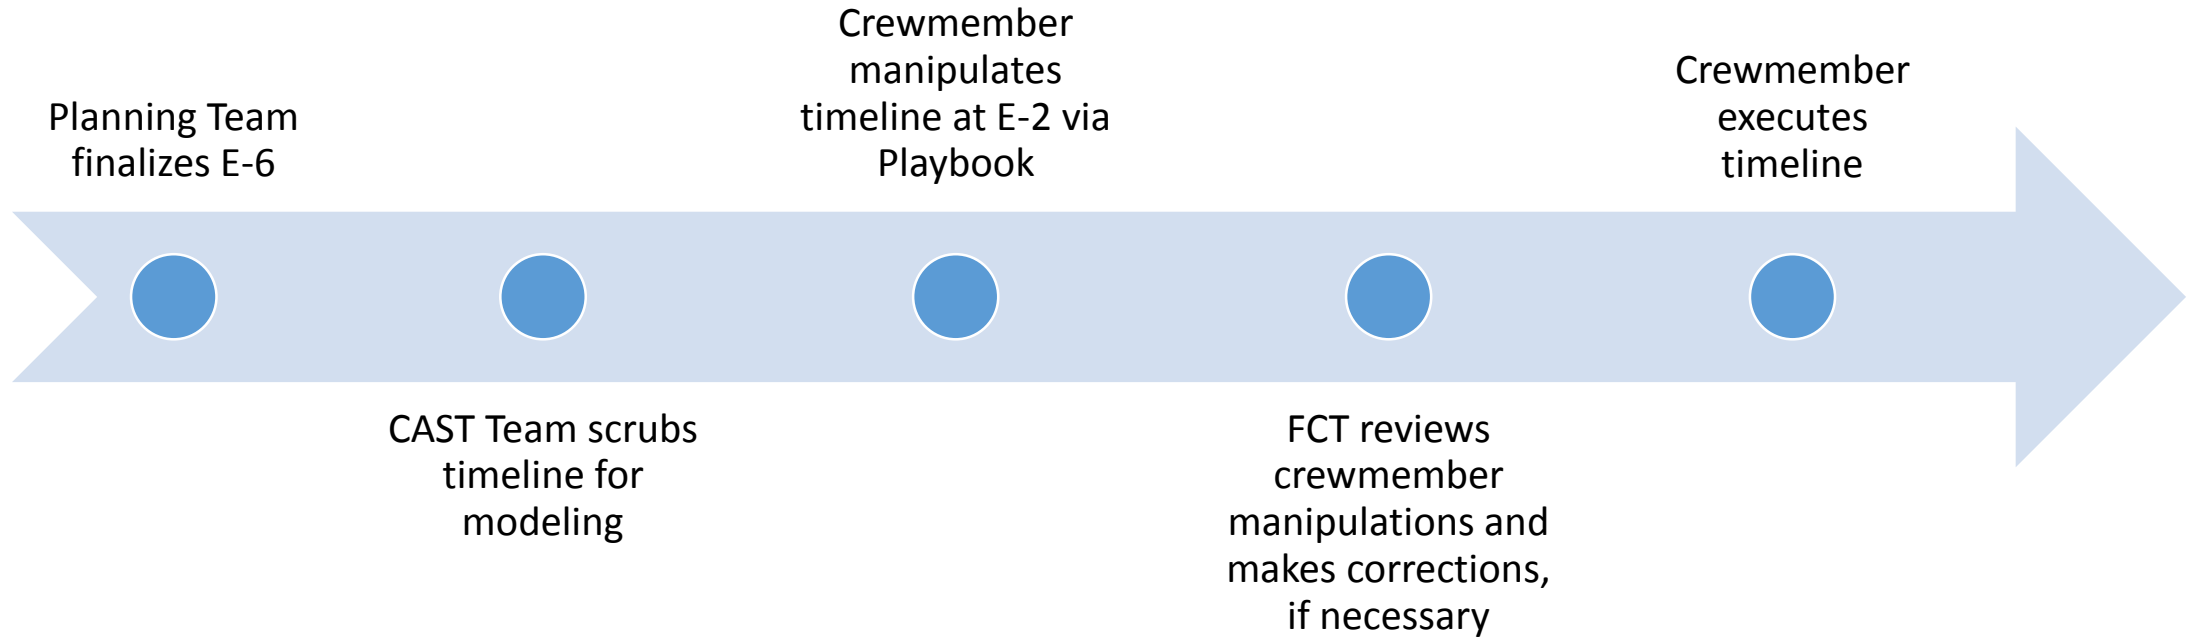 Planning Team
finalizes E-6
CAST Team scrubs
timeline for
modeling
Crewmember
manipulates
timeline at E-2 via
Playbook
FCT reviews
crewmember
manipulations and
makes corrections,
if necessary
Crewmember
executes
timeline